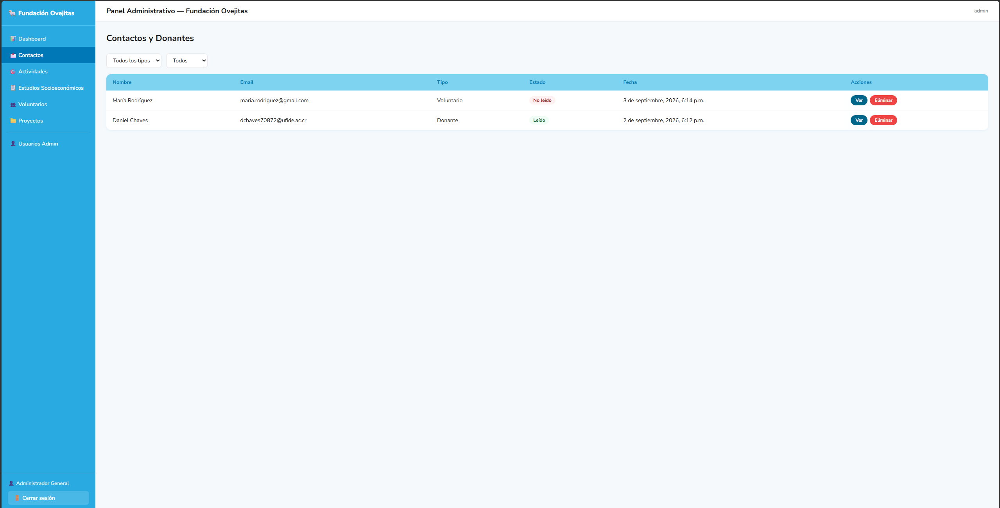 Fundación Ovejitas
Dashboard
Contactos
Actividades
Estudios Socioeconómicos
Voluntarios
Proyectos
Usuarios Admin
Administrador General
Cerrar sesión
Panel Administrativo — Fundación Ovejitas
admin
Contactos y Donantes
Todos los tipos Todos
Nombre Email Tipo Estado Fecha Acciones
María Rodríguez maria.rodriguez@gmail.com Voluntario No leído 3 de septiembre, 2026, 6:14 p.m. Ver Eliminar
Daniel Chaves dchaves70872@ufide.ac.cr Donante Leído 2 de septiembre, 2026, 6:12 p.m. Ver Eliminar